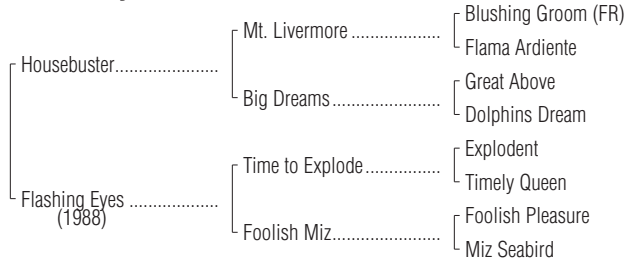 Blushing Groom (FR)
Mt. Livermore ...................
Flama Ardiente
Housebuster......................
Great Above
Big Dreams .......................
Dolphins Dream
Explodent
Time to Explode................
Timely Queen
Flashing Eyes ...................
(1988)
Foolish Pleasure
Foolish Miz.......................
Miz Seabird